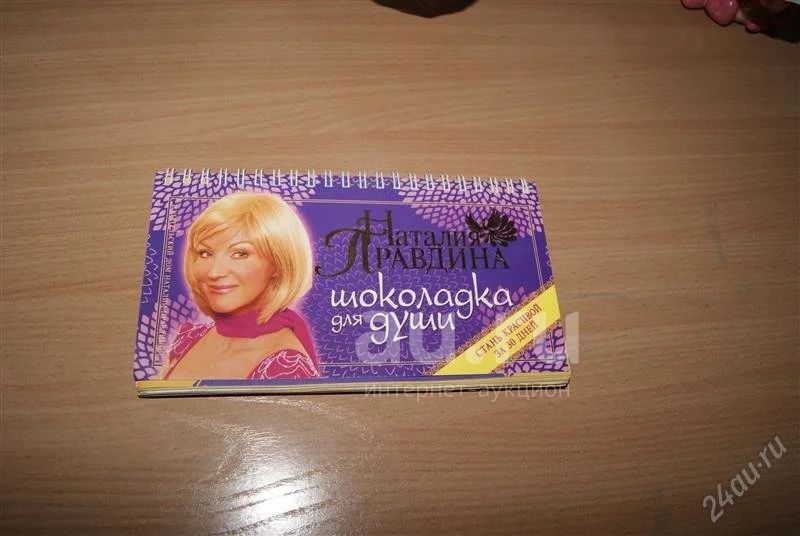 Наталия
Правдина
шоколадка
для души
СТАНЬ КРАСИВОЙ
ЗА 30 ДНЕЙ
au.ru
интернет-аукцион
24au.ru